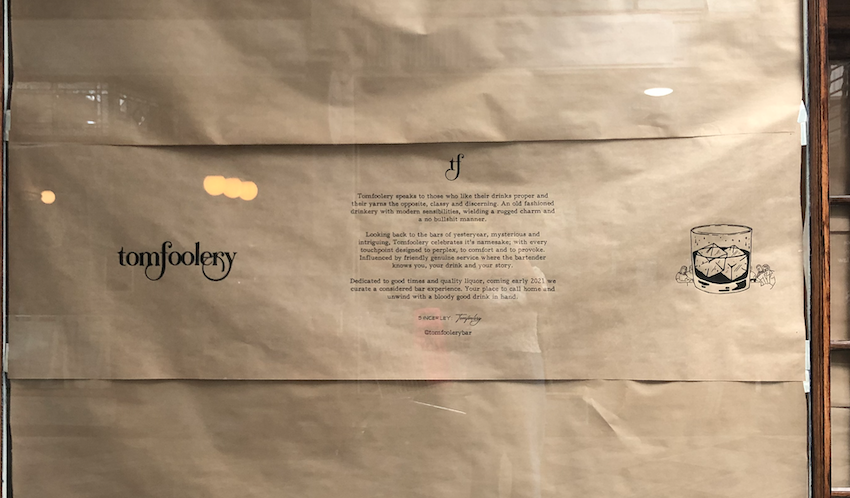 tf
Tomfoolery speaks to those who like their drinks proper and
their yarns the opposite, classy and discerning. An old fashioned
drinkery with modern sensibilities, wielding a rugged charm and
a no bullshit manner.
Looking back to the bars of yesteryear, mysterious and
intriguing, Tomfoolery celebrates it's namesake; with every
touchpoint designed to perplex, to comfort and to provoke.
Influenced by friendly genuine service where the bartender
knows you, your drink and your story.
Dedicated to good times and quality liquor, coming early 2021 we
curate a considered bar experience. Your place to call home and
unwind with a bloody good drink in hand.
SINCERELY, Tomfoolery
@tomfoolerybar
tomfoolery